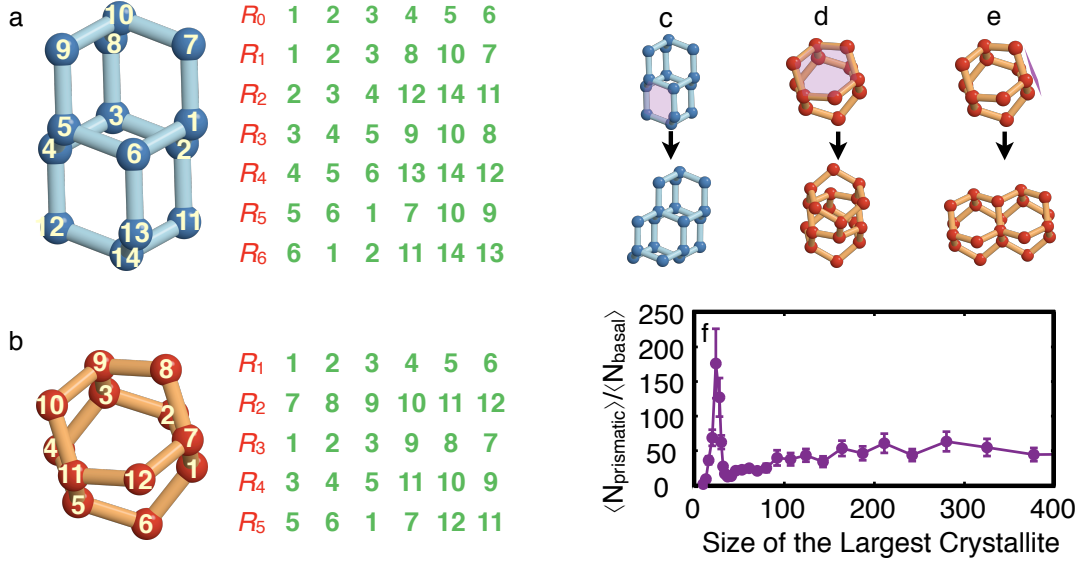 a
10
9
8
7
5
3
1
4
6
2
12
13
11
14
R0 1 2 3 4 5 6
R1 1 2 3 8 10 7
R2 2 3 4 12 14 11
R3 3 4 5 9 10 8
R4 4 5 6 13 14 12
R5 5 6 1 7 10 9
R6 6 1 2 11 14 13
b
9
8
3
10
2
7
4
1
11
12
5
6
R1 1 2 3 4 5 6
R2 7 8 9 10 11 12
R3 1 2 3 9 8 7
R4 3 4 5 11 10 9
R5 5 6 1 7 12 11
c d e
f
⟨Nprismatic⟩/⟨Nbasal⟩
250
200
150
100
50
0
0 100 200 300 400
Size of the Largest Crystallite